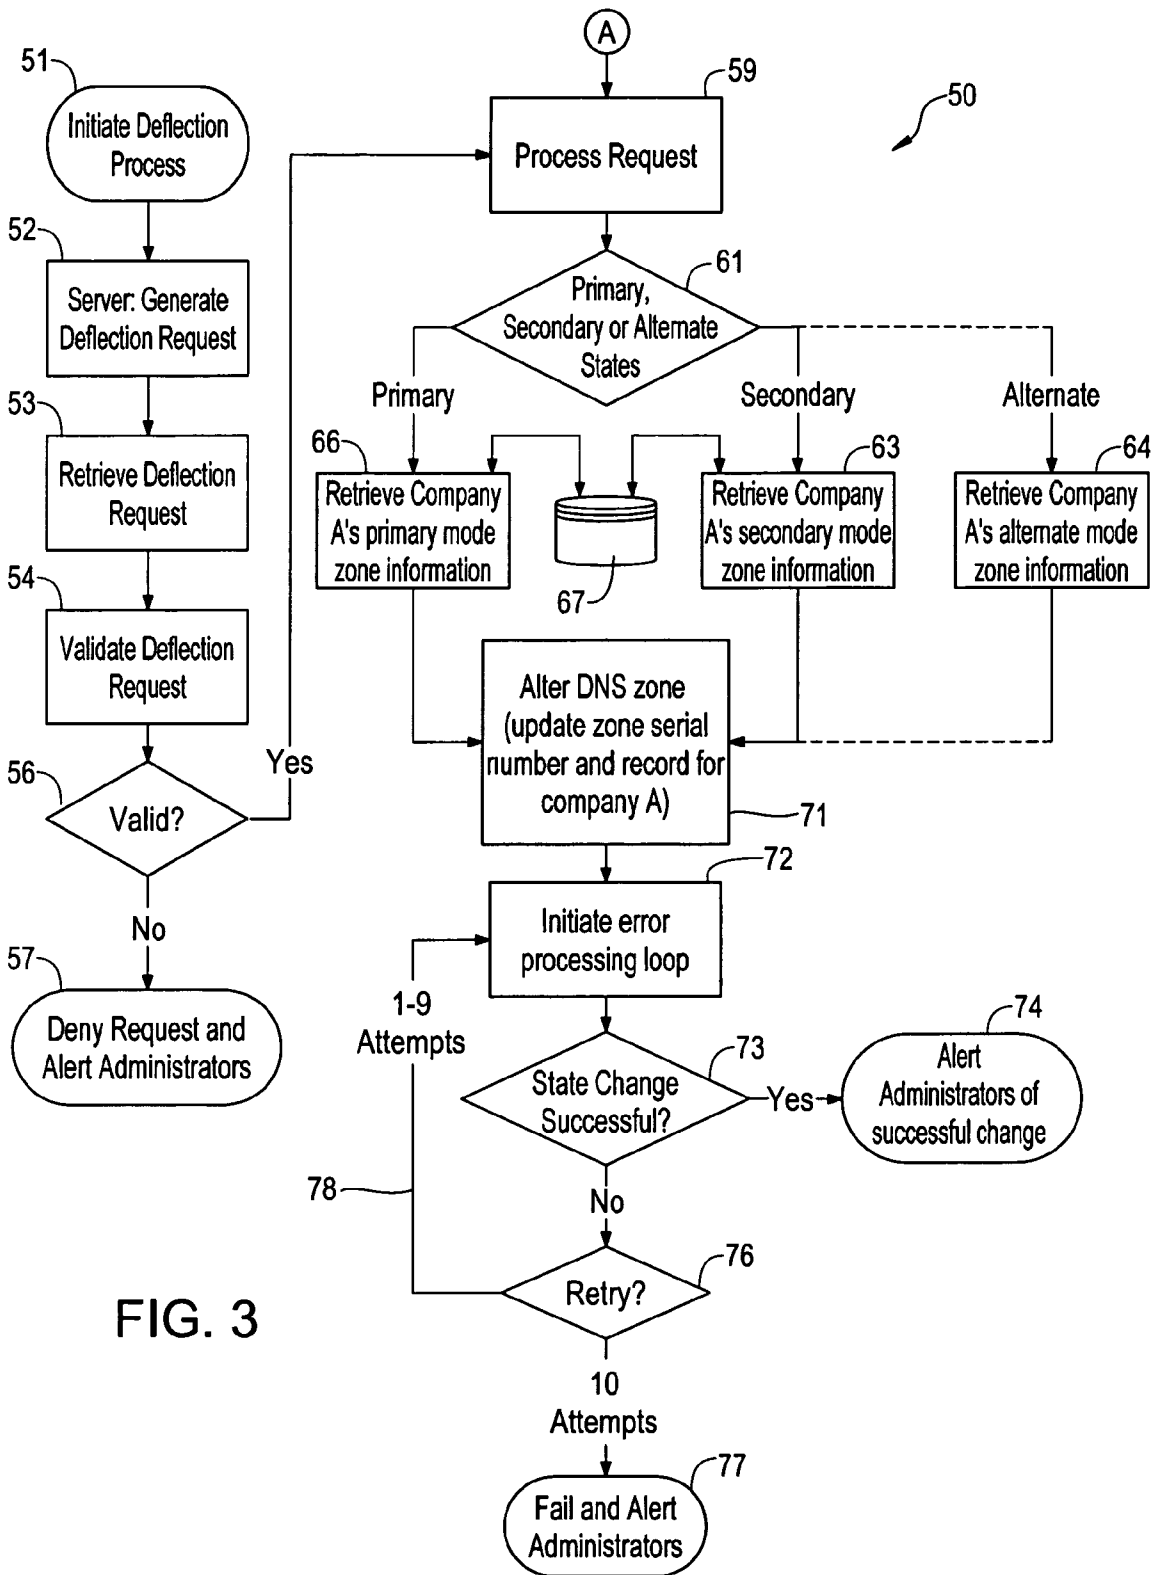 A
51
Initiate Deflection
Process
52
Server: Generate
Deflection Request
53
Retrieve Deflection
Request
54
Validate Deflection
Request
56
Valid?
Yes
No
57
Deny Request and
Alert Administrators
59
Process Request
50
61
Primary,
Secondary or Alternate
States
Primary
Secondary
Alternate
66
Retrieve Company
A's primary mode
zone information
67
63
Retrieve Company
A's secondary mode
zone information
64
Retrieve Company
A's alternate mode
zone information
Alter DNS zone
(update zone serial
number and record for
company A)
71
72
Initiate error
processing loop
1-9
Attempts
73
State Change
Successful?
Yes
74
Alert
Administrators of
successful change
78
No
76
Retry?
10
Attempts
77
Fail and Alert
Administrators
FIG. 3